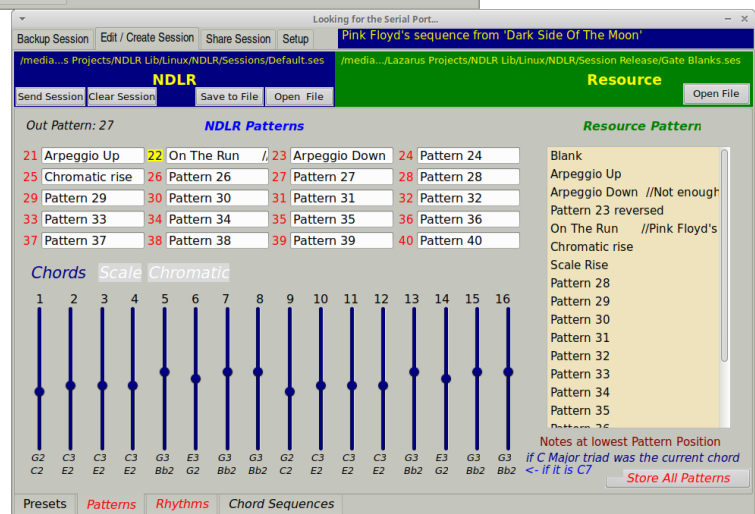 Looking for the Serial Port...
Backup Session Edit / Create Session Share Session Setup Pink Floyd's sequence from 'Dark Side Of The Moon'
/media...s Projects/NDLR Lib/Linux/NDLR/Sessions/Default.ses /media.../Lazarus Projects/NDLR Lib/Linux/NDLR/Session Release/Gate Blanks.ses
NDLR Resource
Send Session Clear Session Save to File Open File Open File
Out Pattern: 27 NDLR Patterns Resource Pattern
21 Arpeggio Up 22 On The Run // 23 Arpeggio Down 24 Pattern 24
25 Chromatic rise 26 Pattern 26 27 Pattern 27 28 Pattern 28
29 Pattern 29 30 Pattern 30 31 Pattern 31 32 Pattern 32
33 Pattern 33 34 Pattern 34 35 Pattern 35 36 Pattern 36
37 Pattern 37 38 Pattern 38 39 Pattern 39 40 Pattern 40
Blank
Arpeggio Up
Arpeggio Down //Not enough
Pattern 23 reversed
On The Run //Pink Floyd's
Chromatic rise
Scale Rise
Pattern 28
Pattern 29
Pattern 30
Pattern 31
Pattern 32
Pattern 33
Pattern 34
Pattern 35
Pattern 36
Chords Scale Chromatic
1 2 3 4 5 6 7 8 9 10 11 12 13 14 15 16
G2 C3 C3 C3 G3 E3 G3 G3 G2 C3 C3 C3 G3 E3 G3 G3
C2 E2 E2 E2 Bb2 G2 Bb2 Bb2 C2 E2 E2 E2 Bb2 G2 Bb2 Bb2
Notes at lowest Pattern Position
if C Major triad was the current chord
<- if it is C7
Store All Patterns
Presets Patterns Rhythms Chord Sequences